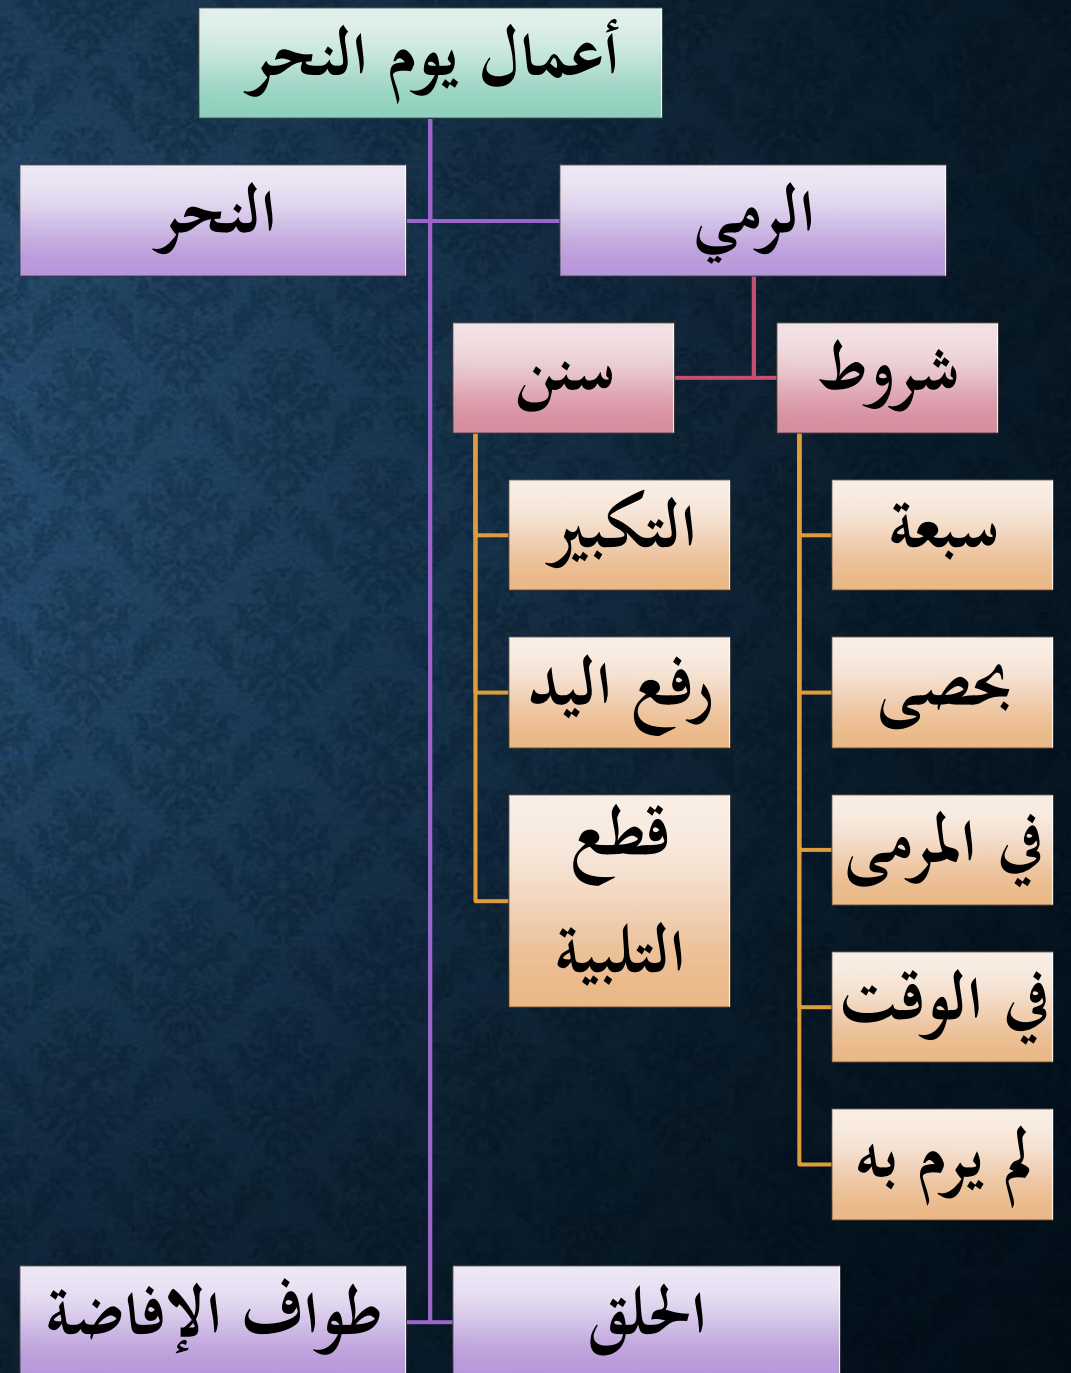 أعمال يوم النحر
الرمي
النحر
شروط
سنن
سبعة
بحصى
في المرمى
في الوقت
لم يرم به
التكبير
رفع اليد
قطع
التلبية
الحلق
طواف الإفاضة